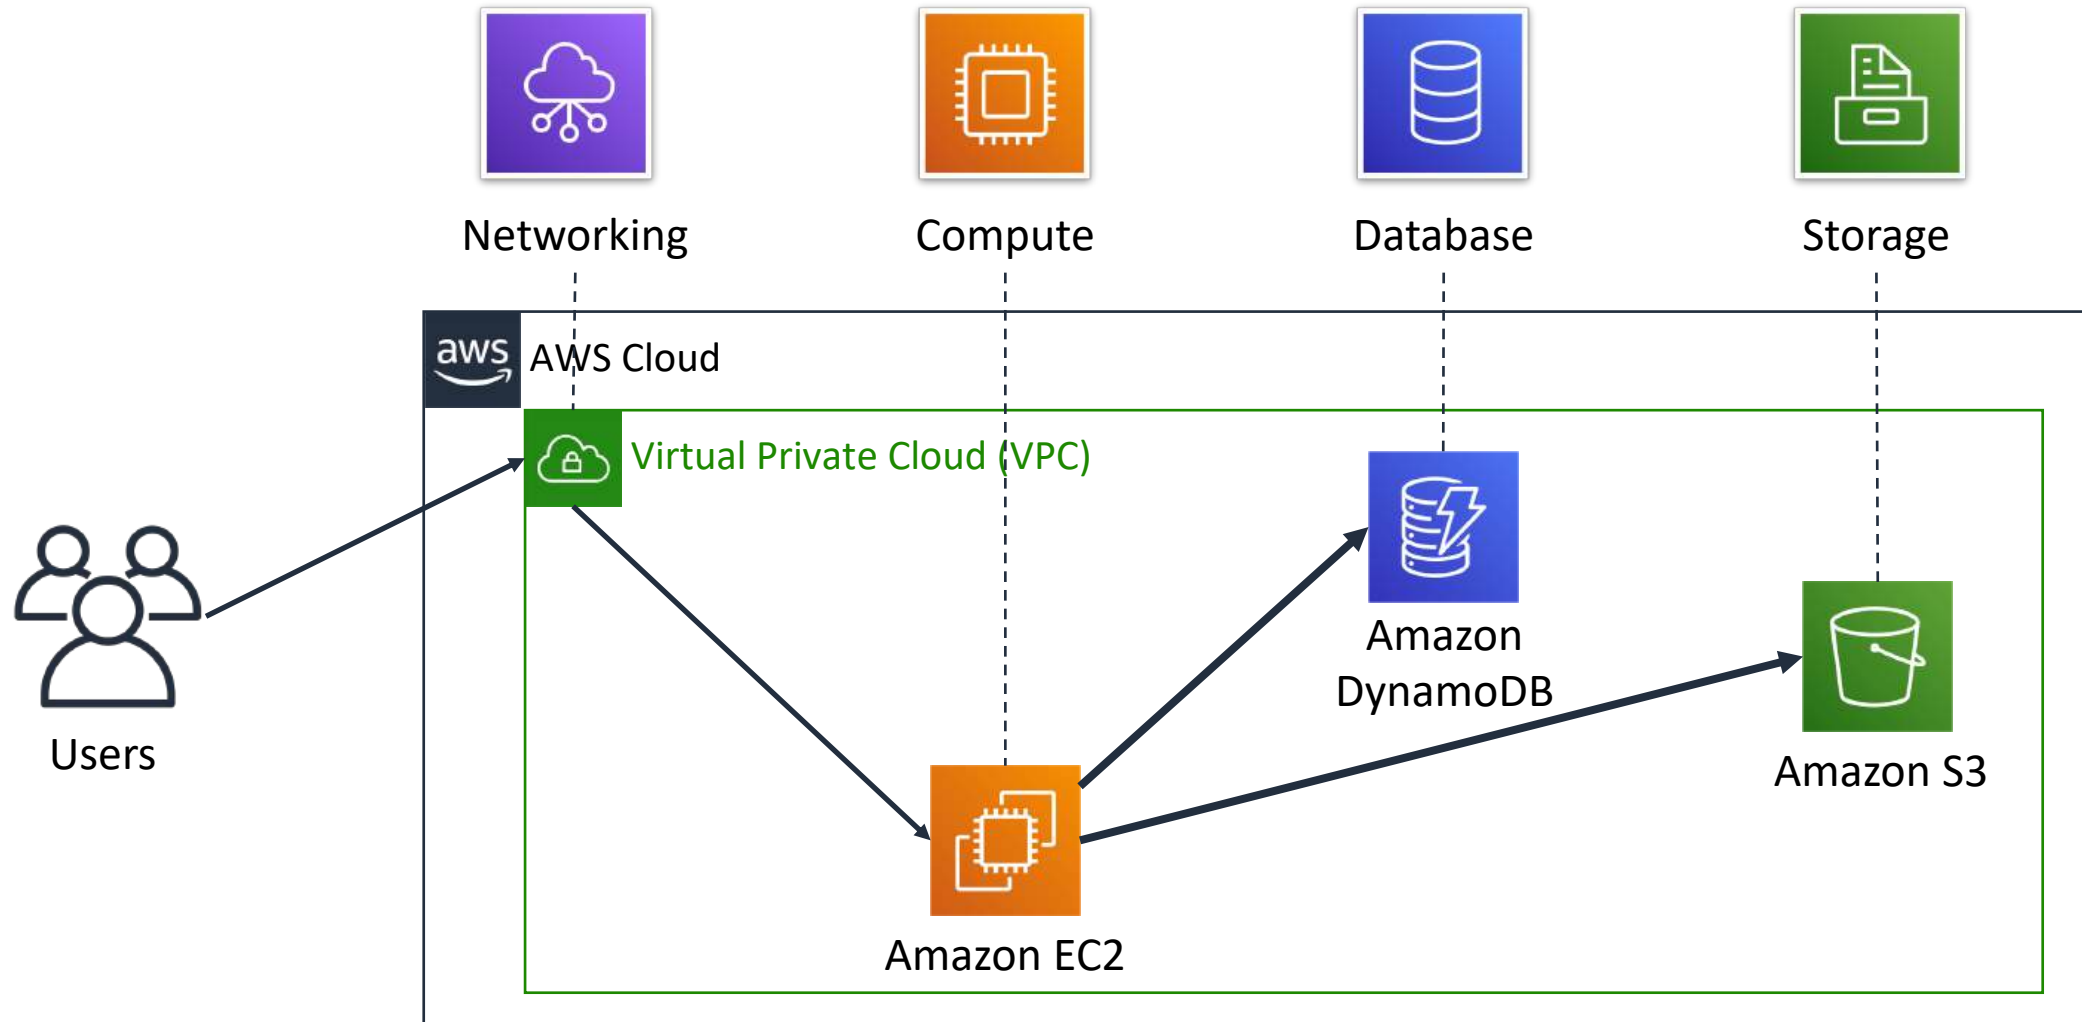 Networking
Compute
Database
Storage
aws
AWS Cloud
Virtual Private Cloud (VPC)
Amazon
DynamoDB
Users
Amazon S3
Amazon EC2